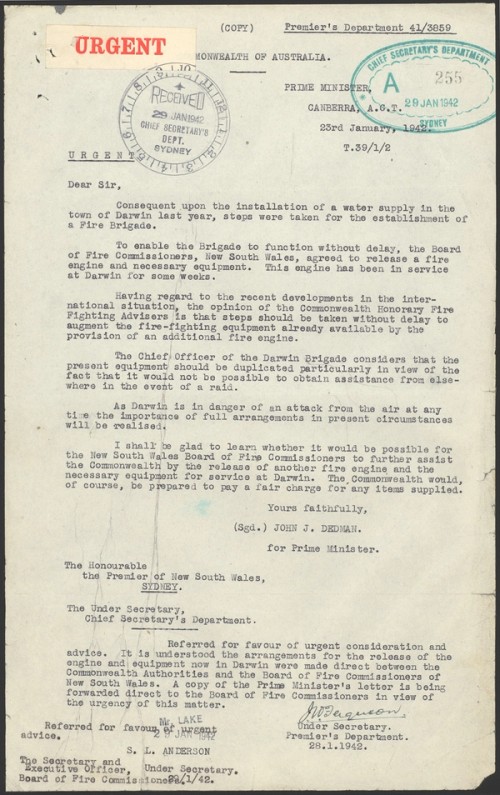 (COPY)    Premier's Department 41/3859
URGENT
COMMONWEALTH OF AUSTRALIA.
CHIEF SECRETARY'S DEPARTMENT
A 255
29 JAN 1942
SYDNEY
RECEIVED
29 JAN 1942
CHIEF SECRETARY'S
DEPT.
SYDNEY
PRIME MINISTER,
CANBERRA, A.C.T.
23rd January, 1942.
T.39/1/2
URGENT
Dear Sir,
Consequent upon the installation of a water supply in the
town of Darwin last year, steps were taken for the establishment of
a Fire Brigade.
To enable the Brigade to function without delay, the Board
of Fire Commissioners, New South Wales, agreed to release a fire
engine and necessary equipment. This engine has been in service
at Darwin for some weeks.
Having regard to the recent developments in the inter-
national situation, the opinion of the Commonwealth Honorary Fire
Fighting Advisers is that steps should be taken without delay to
augment the fire-fighting equipment already available by the
provision of an additional fire engine.
The Chief Officer of the Darwin Brigade considers that the
present equipment should be duplicated particularly in view of the
fact that it would not be possible to obtain assistance from else-
where in the event of a raid.
As Darwin is in danger of an attack from the air at any
time the importance of full arrangements in present circumstances
will be realised.
I shall be glad to learn whether it would be possible for
the New South Wales Board of Fire Commissioners to further assist
the Commonwealth by the release of another fire engine and the
necessary equipment for service at Darwin. The Commonwealth would,
of course, be prepared to pay a fair charge for any items supplied.
Yours faithfully,
(Sgd.) JOHN J. DEDMAN.
for Prime Minister.
The Honourable
the Premier of New South Wales,
SYDNEY.
The Under Secretary,
Chief Secretary's Department.
Referred for favour of urgent consideration and
advice. It is understood the arrangements for the release of the
engine and equipment now in Darwin were made direct between the
Commonwealth Authorities and the Board of Fire Commissioners of
New South Wales. A copy of the Prime Minister's letter is being
forwarded direct to the Board of Fire Commissioners in view of
the urgency of this matter.
Under Secretary.
Premier's Department.
28.1.1942.
Mr. LAKE
JAN 1942
Referred for favour of urgent
advice.
S. L. ANDERSON
Under Secretary.
29/1/42.
The Secretary and
Executive Officer,
Board of Fire Commissioners.